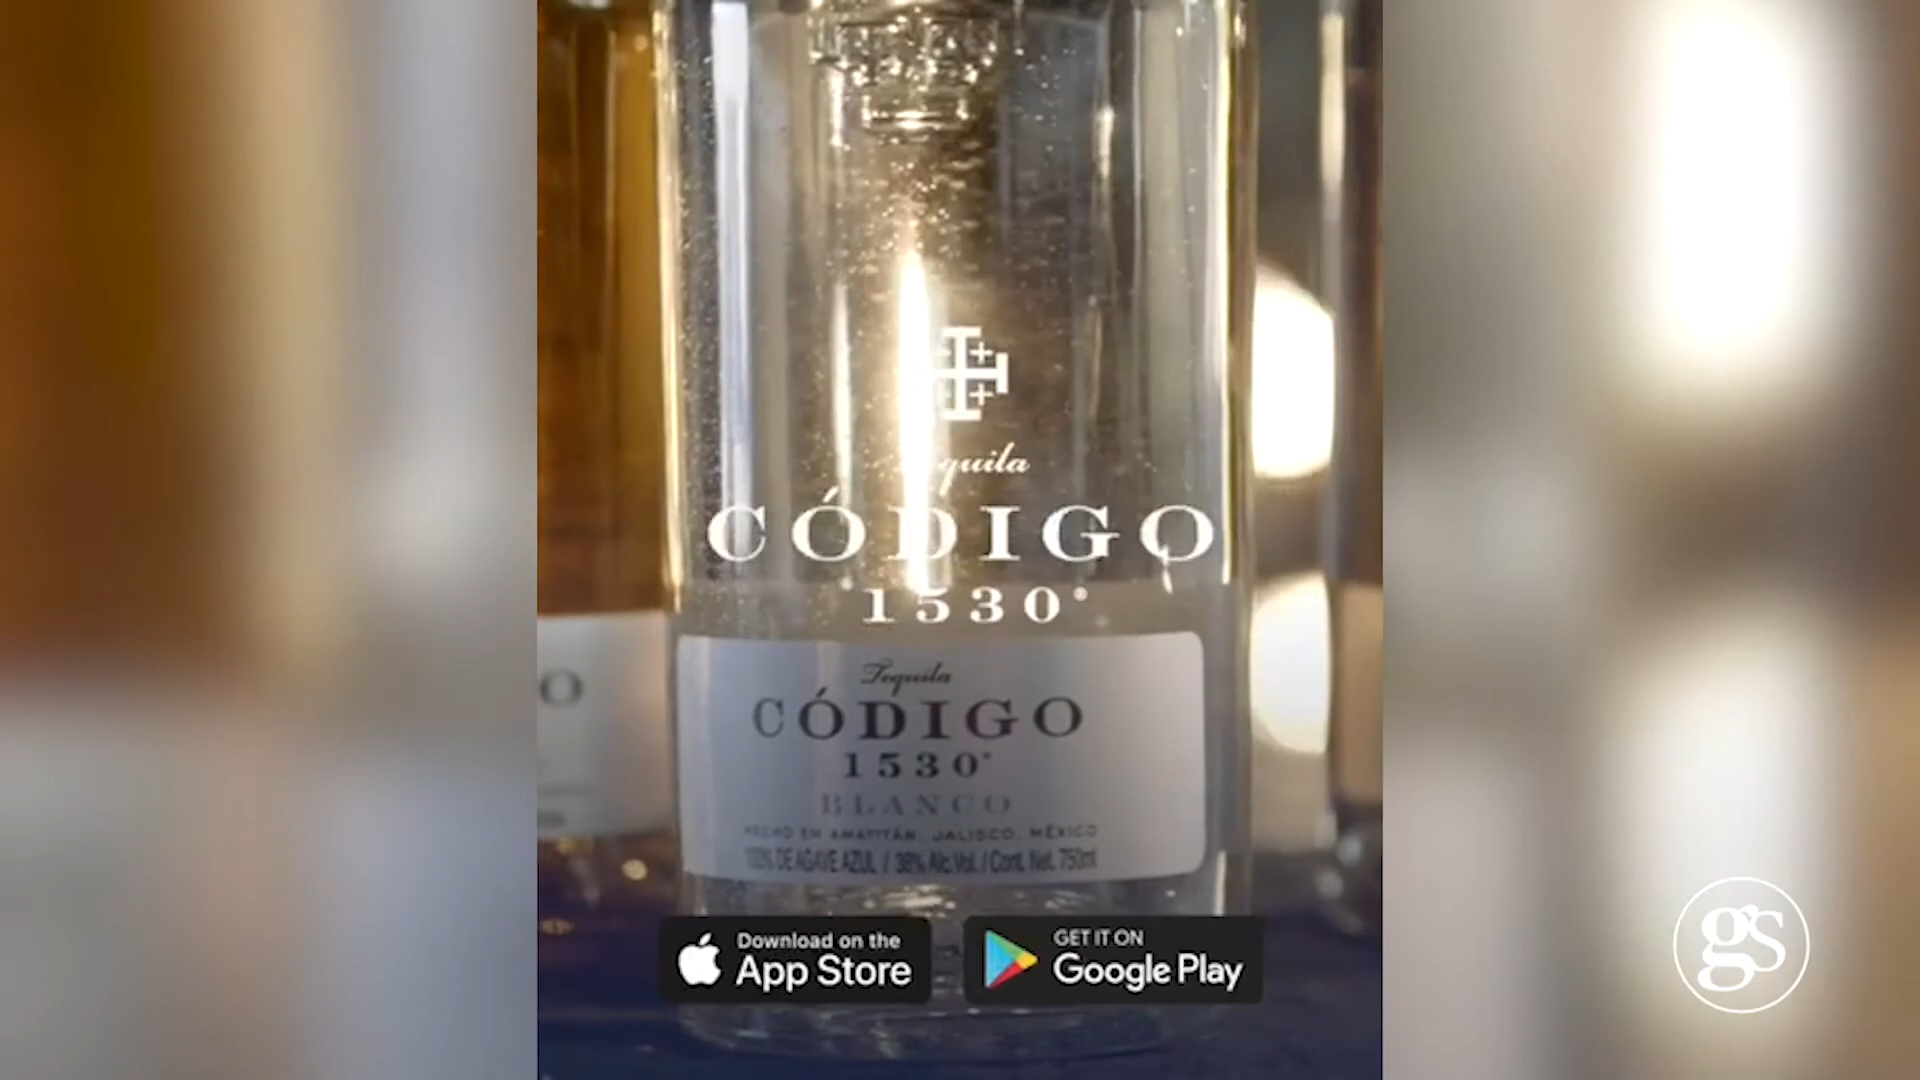 Tequila
CÓDIGO
1530®
O
Tequila
CÓDIGO
1530
BLANCO
HECHO EN AMATITÁN, JALISCO, MÉXICO
100% DE AGAVE AZUL / 38% Alc. Vol. / Cont. Net. 750ml
Download on the
App Store
GET IT ON
Google Play
g's